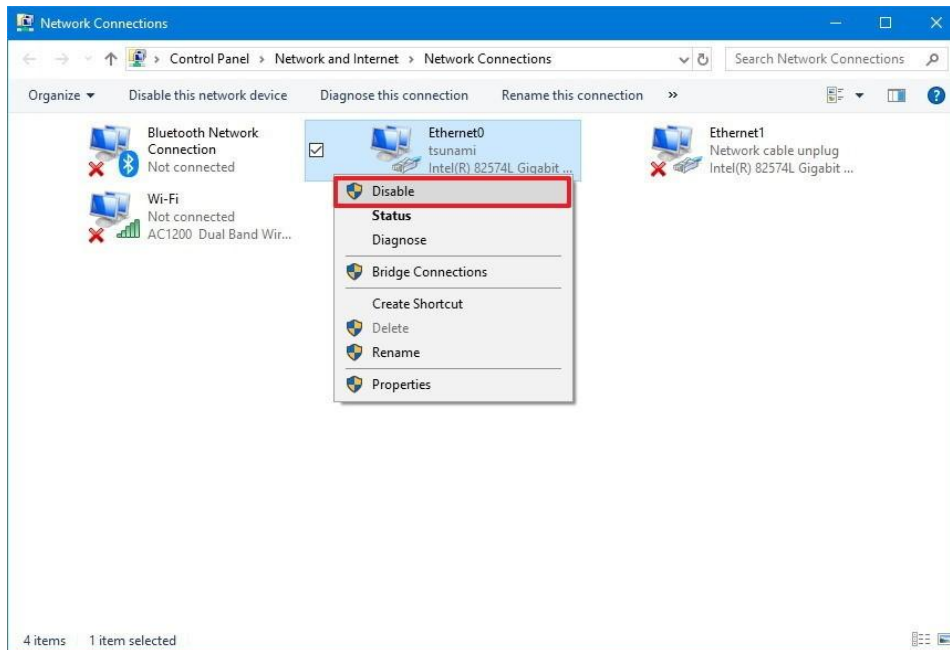 Network Connections
Control Panel > Network and Internet > Network Connections
Search Network Connections
Organize
Disable this network device
Diagnose this connection
Rename this connection
»
Bluetooth Network
Connection
Not connected
Ethernet0
tsunami
Intel(R) 82574L Gigabit ...
Ethernet1
Network cable unplug
Intel(R) 82574L Gigabit ...
Wi-Fi
Not connected
AC1200 Dual Band Wir...
Disable
Status
Diagnose
Bridge Connections
Create Shortcut
Delete
Rename
Properties
4 items
1 item selected